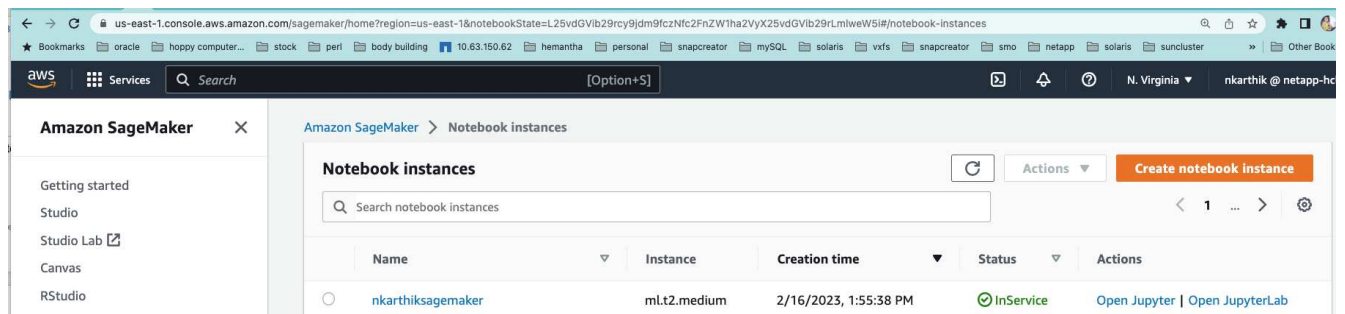 us-east-1.console.aws.amazon.com/sagemaker/home?region=us-east-1&notebookState=L25vdGVib29rcy9jdm9fczNfc2FnZW1ha2VyX25vdGVib29rLmlweW5i#/notebook-instances
Bookmarks oracle hoppy computer... stock perl body building 10.63.150.62 hemantha personal snapcreator mySQL solaris vxfs snapcreator smo netapp solaris suncluster » Other Book
aws Services Search [Option+S] N. Virginia ▼ nkarthik @ netapp-hcl
Amazon SageMaker
Getting started
Studio
Studio Lab
Canvas
RStudio
Amazon SageMaker > Notebook instances
Notebook instances Actions ▼ Create notebook instance
Search notebook instances < 1 ... >
Name Instance Creation time Status Actions
nkarthiksagemaker ml.t2.medium 2/16/2023, 1:55:38 PM InService Open Jupyter | Open JupyterLab